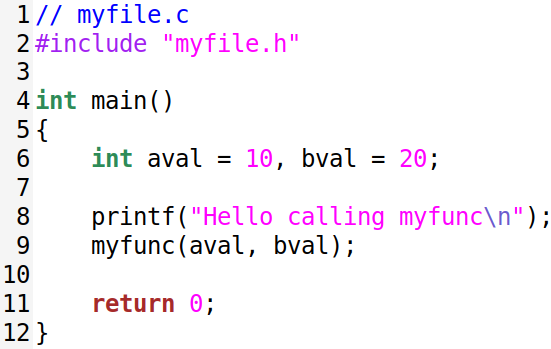 1 // myfile.c
2 #include "myfile.h"
3
4 int main()
5 {
6     int aval = 10, bval = 20;
7
8     printf("Hello calling myfunc\n");
9     myfunc(aval, bval);
10
11     return 0;
12 }